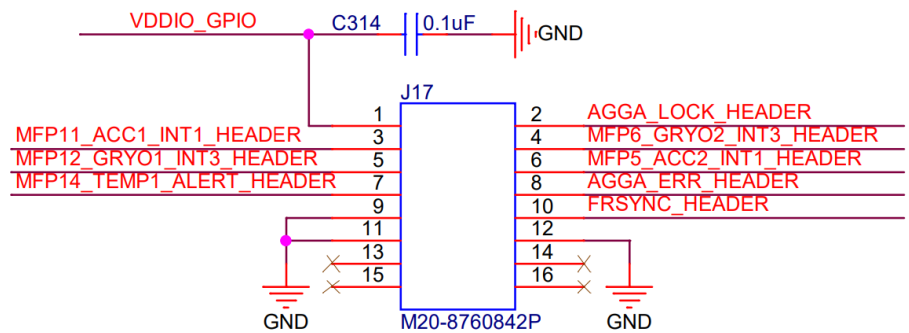 VDDIO_GPIO
C314 0.1uF
GND
J17
1 2 AGGA_LOCK_HEADER
MFP11_ACC1_INT1_HEADER 3 4 MFP6_GRYO2_INT3_HEADER
MFP12_GRYO1_INT3_HEADER 5 6 MFP5_ACC2_INT1_HEADER
MFP14_TEMP1_ALERT_HEADER 7 8 AGGA_ERR_HEADER
9 10 FRSYNC_HEADER
11 12
13 14
15 16
GND M20-8760842P GND